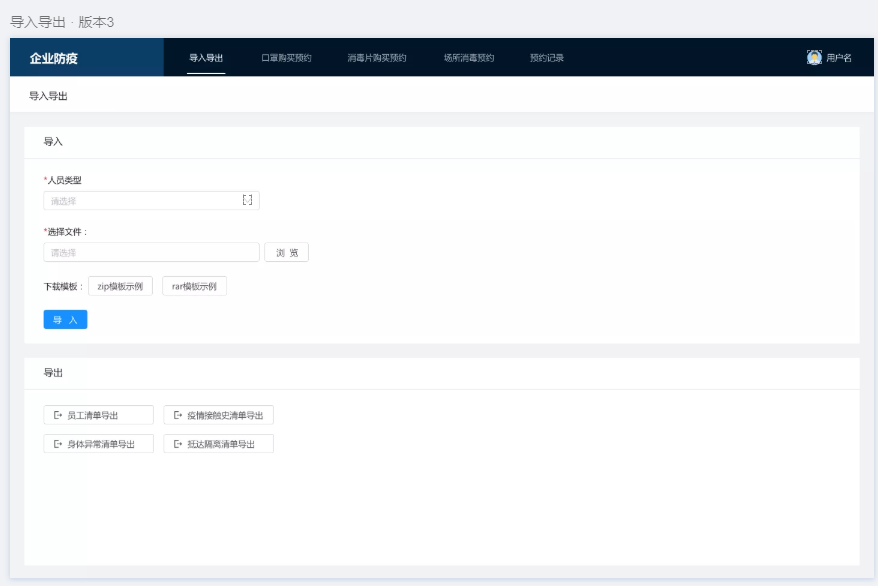 导入导出 · 版本3
企业防疫 导入导出 口罩购买预约 消毒片购买预约 场所消毒预约 预约记录 用户名
导入导出
导入
*人员类型
请选择
*选择文件：
请选择 浏 览
下载模板： zip模板示例 rar模板示例
导 入
导出
员工清单导出 疫情接触史清单导出
身体异常清单导出 抵达隔离清单导出